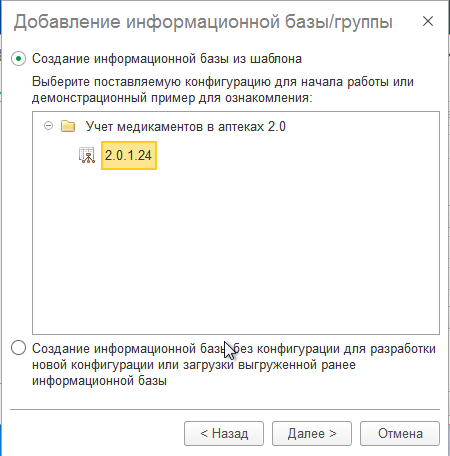 Добавление информационной базы/группы
Создание информационной базы из шаблона
Выберите поставляемую конфигурацию для начала работы или
демонстрационный пример для ознакомления:
Учет медикаментов в аптеках 2.0
2.0.1.24
Создание информационной базы без конфигурации для разработки
новой конфигурации или загрузки выгруженной ранее
информационной базы
< Назад
Далее >
Отмена